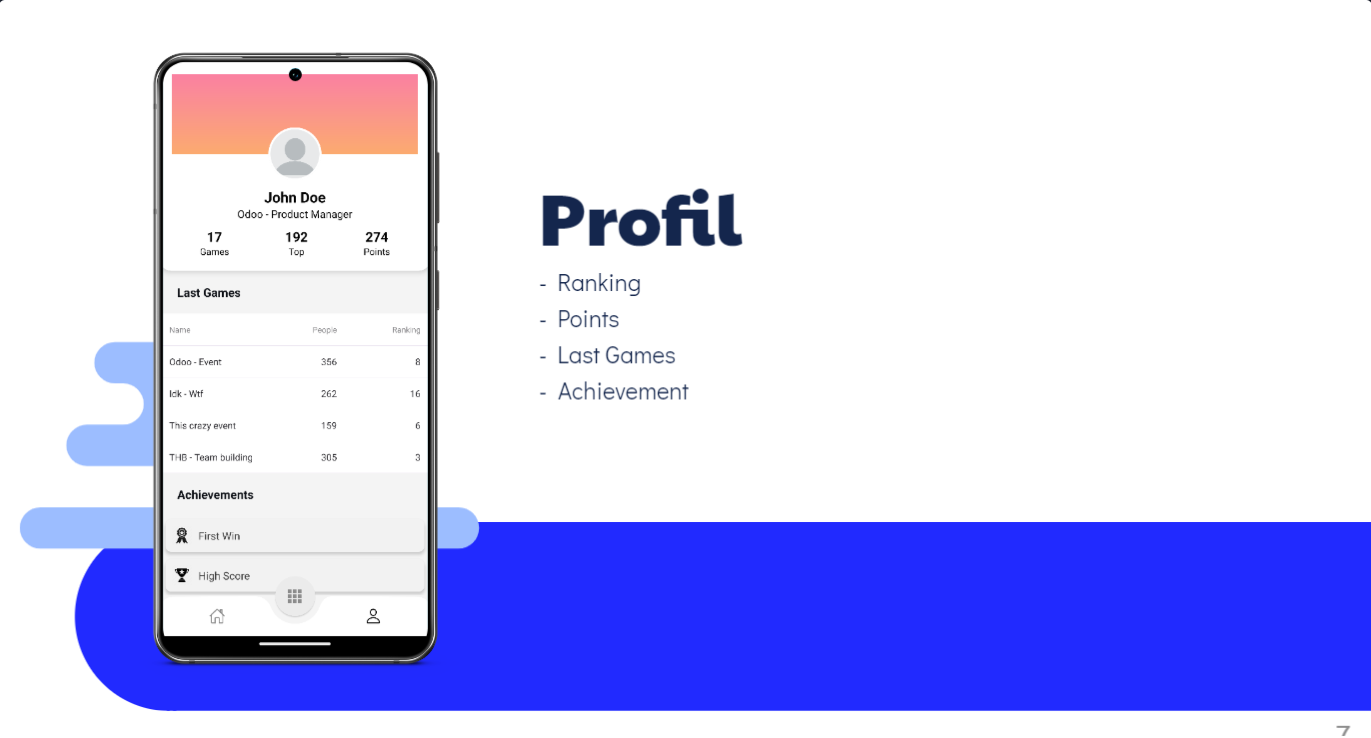 John Doe
Odoo - Product Manager
17 192 274
Games Top Points
Last Games
Name People Ranking
Odoo - Event 356 8
Idk - Wtf 262 16
This crazy event 159 6
THB - Team building 305 3
Achievements
First Win
High Score
Profil
- Ranking
- Points
- Last Games
- Achievement
7